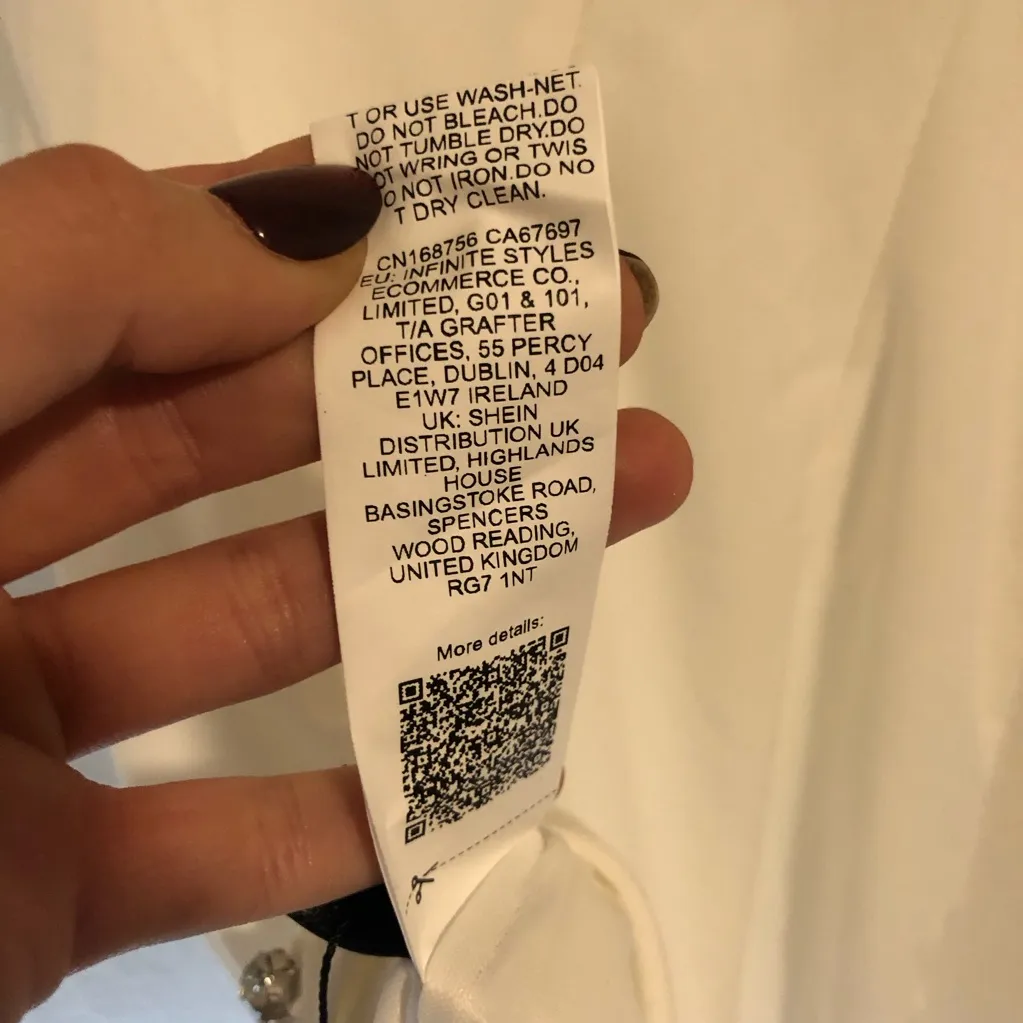 T OR USE WASH-NET.
DO NOT BLEACH.DO
NOT TUMBLE DRY.DO
OT WRING OR TWIS
O NOT IRON.DO NO
T DRY CLEAN.
CN168756 CA67697
EU: INFINITE STYLES
ECOMMERCE CO.,
LIMITED, G01 & 101,
T/A GRAFTER
OFFICES, 55 PERCY
PLACE, DUBLIN, 4 D04
E1W7 IRELAND
UK: SHEIN
DISTRIBUTION UK
LIMITED, HIGHLANDS
HOUSE
BASINGSTOKE ROAD,
SPENCERS
WOOD READING,
UNITED KINGDOM
RG7 1NT
More details: